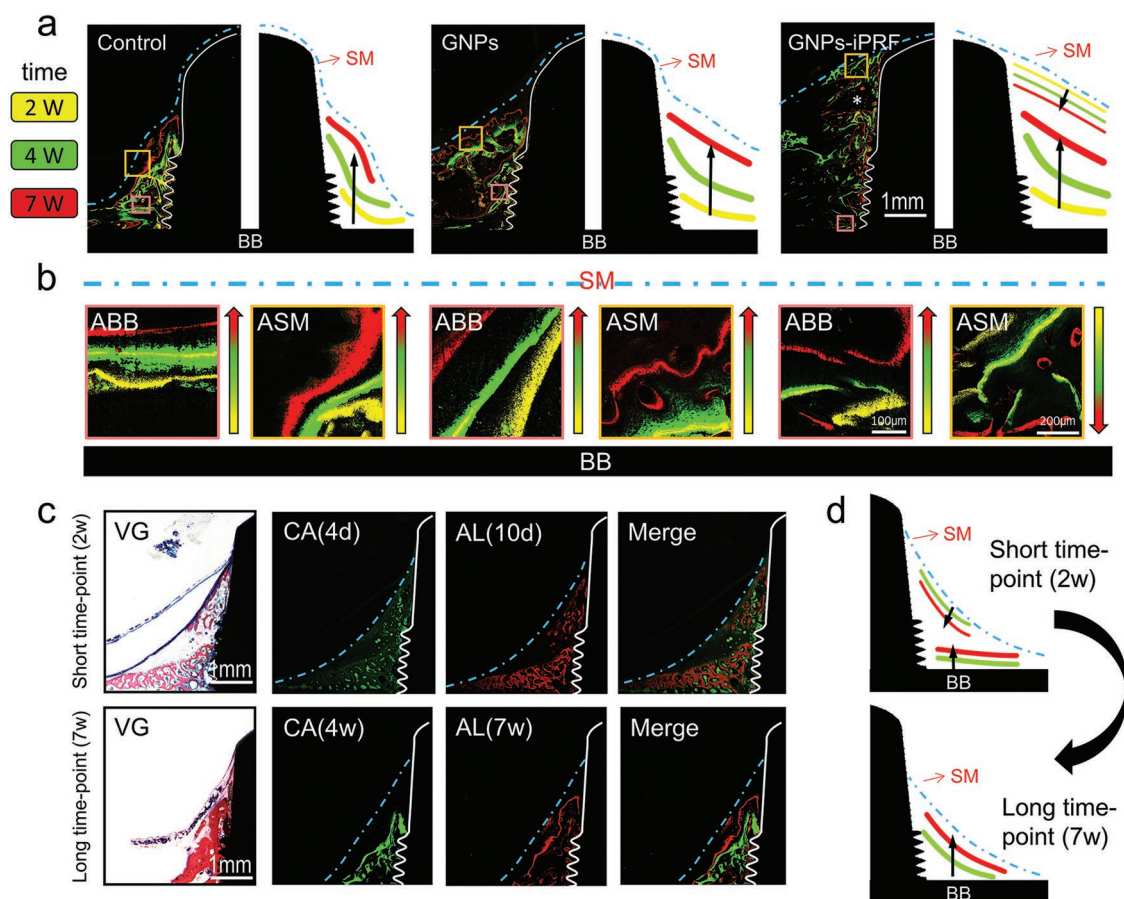 a
time
2 W
4 W
7 W
Control
SM
BB
GNPs
SM
BB
GNPs-iPRF
*
1mm
SM
BB
b
SM
ABB
ASM
ABB
ASM
ABB
100μm
ASM
200μm
BB
c
Short time-point (2w)
VG
1mm
CA(4d)
AL(10d)
Merge
Long time-point (7w)
VG
1mm
CA(4w)
AL(7w)
Merge
d
SM
Short time-
point (2w)
BB
SM
Long time-
point (7w)
BB